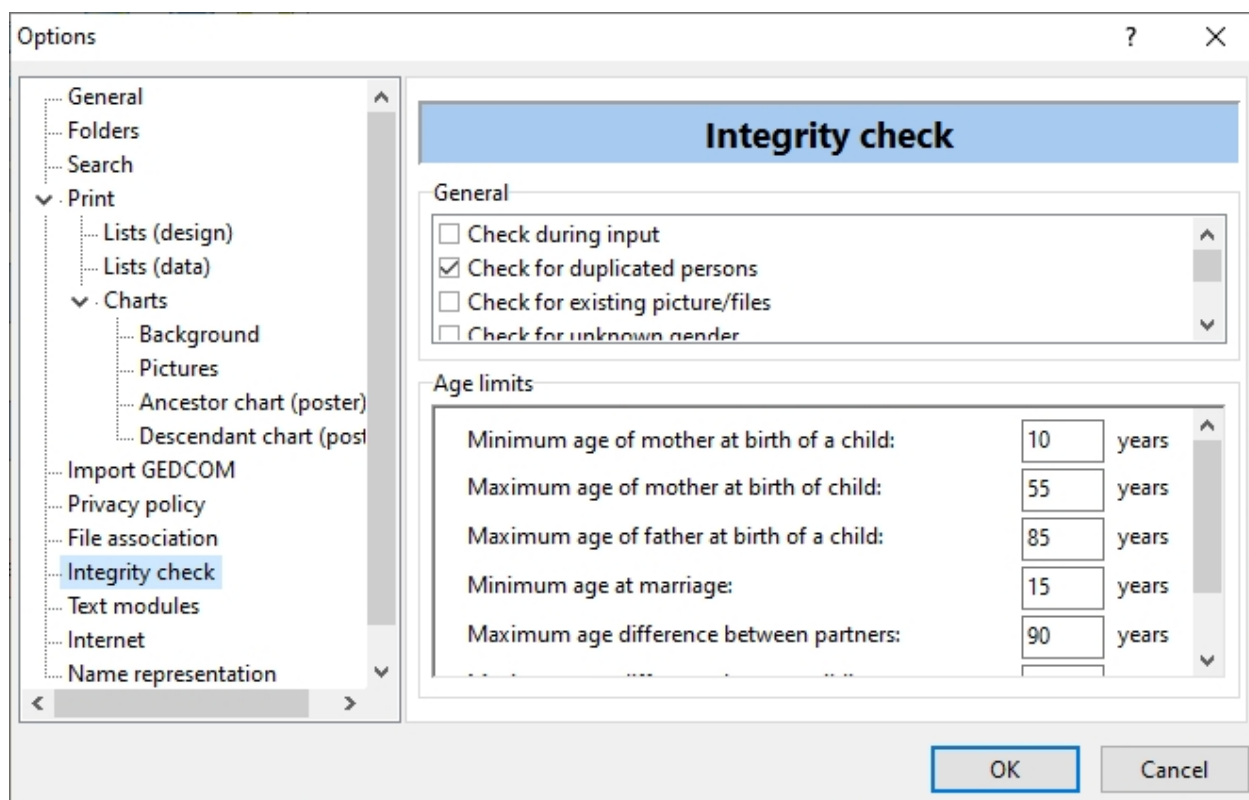 Options
General
Folders
Search
Print
Lists (design)
Lists (data)
Charts
Background
Pictures
Ancestor chart (poster)
Descendant chart (post
Import GEDCOM
Privacy policy
File association
Integrity check
Text modules
Internet
Name representation
Integrity check
General
Check during input
Check for duplicated persons
Check for existing picture/files
Check for unknown gender
Age limits
Minimum age of mother at birth of a child: 10 years
Maximum age of mother at birth of child: 55 years
Maximum age of father at birth of a child: 85 years
Minimum age at marriage: 15 years
Maximum age difference between partners: 90 years
OK Cancel